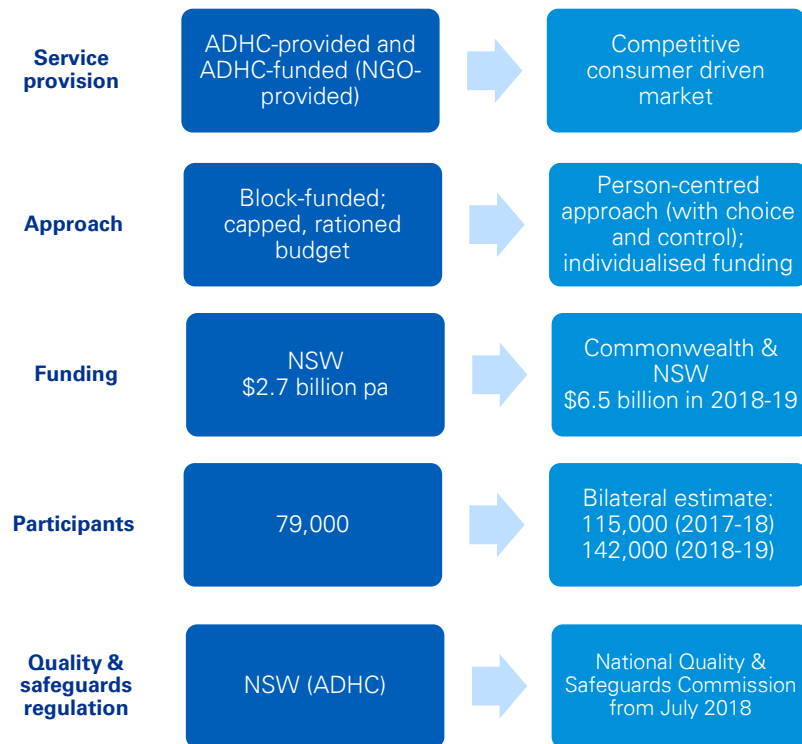 Service
provision
ADHC-provided and
ADHC-funded (NGO-
provided)
Competitive
consumer driven
market
Approach
Block-funded;
capped, rationed
budget
Person-centred
approach (with choice
and control);
individualised funding
Funding
NSW
$2.7 billion pa
Commonwealth &
NSW
$6.5 billion in 2018-19
Participants
79,000
Bilateral estimate:
115,000 (2017-18)
142,000 (2018-19)
Quality &
safeguards
regulation
NSW (ADHC)
National Quality &
Safeguards Commission
from July 2018